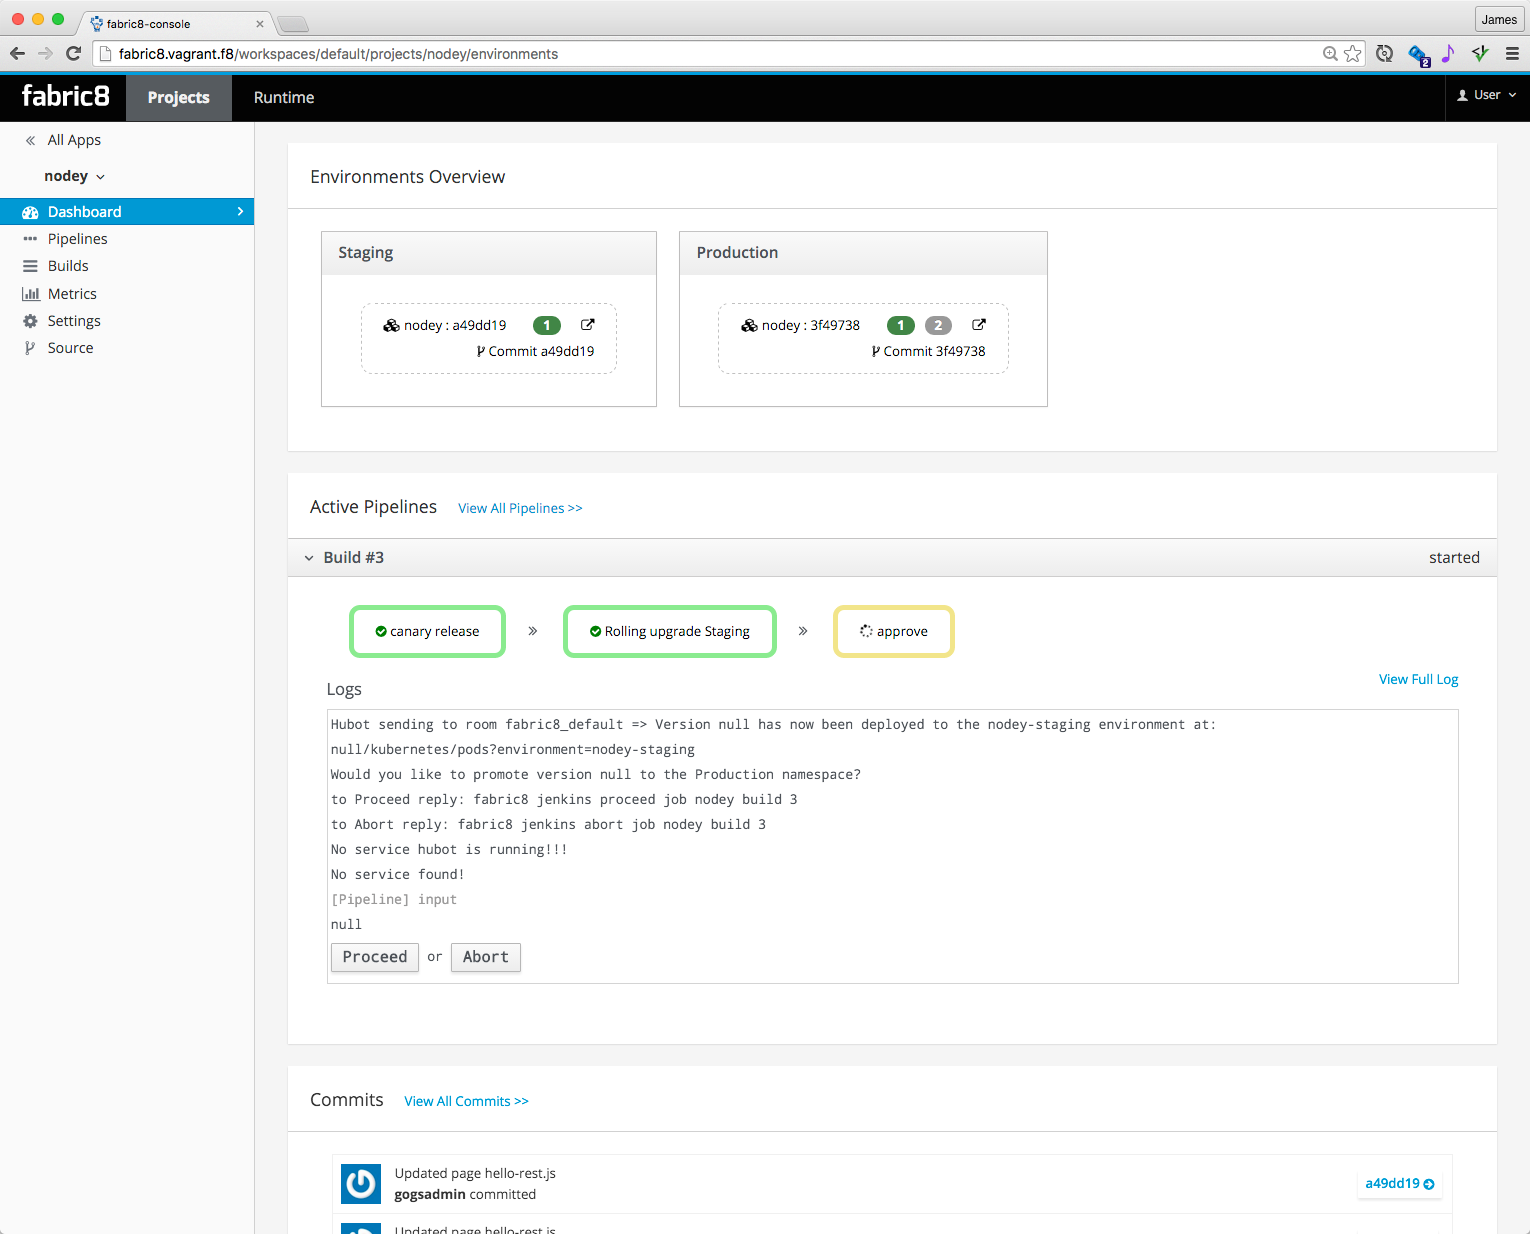 fabric8-console
James
fabric8.vagrant.f8/workspaces/default/projects/nodey/environments
2
fabric8
Projects
Runtime
User
All Apps
nodey
Dashboard
Pipelines
Builds
Metrics
Settings
Source
Environments Overview
Staging
nodey : a49dd19 1
Commit a49dd19
Production
nodey : 3f49738 1 2
Commit 3f49738
Active Pipelines View All Pipelines >>
Build #3 started
canary release » Rolling upgrade Staging » approve
Logs View Full Log
Hubot sending to room fabric8_default => Version null has now been deployed to the nodey-staging environment at:
null/kubernetes/pods?environment=nodey-staging
Would you like to promote version null to the Production namespace?
to Proceed reply: fabric8 jenkins proceed job nodey build 3
to Abort reply: fabric8 jenkins abort job nodey build 3
No service hubot is running!!!
No service found!
[Pipeline] input
null
Proceed or Abort
Commits View All Commits >>
Updated page hello-rest.js
gogsadmin committed
a49dd19
Updated page hello-rest.js